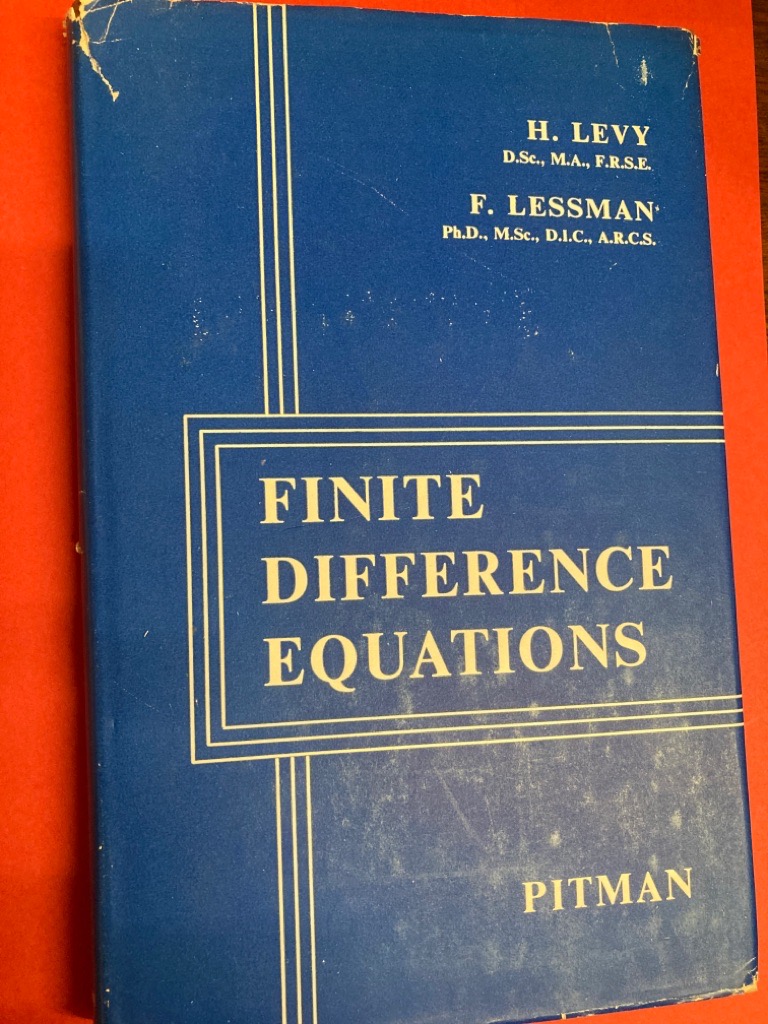 H. LEVY
D.Sc., M.A., F.R.S.E.
F. LESSMAN
Ph.D., M.Sc., D.I.C., A.R.C.S.
FINITE
DIFFERENCE
EQUATIONS
PITMAN